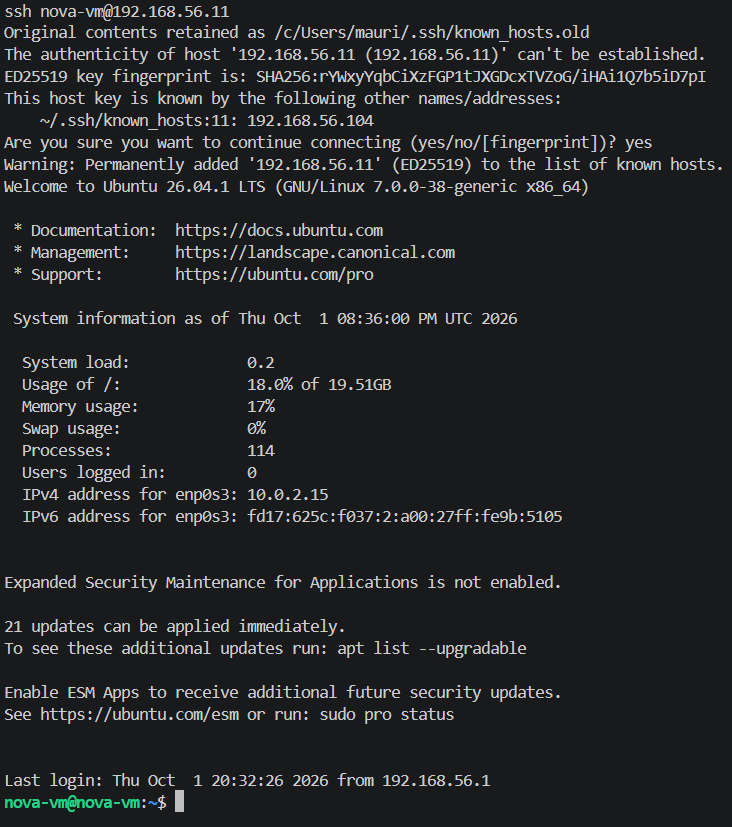 ssh nova-vm@192.168.56.11
Original contents retained as /c/Users/mauri/.ssh/known_hosts.old
The authenticity of host '192.168.56.11 (192.168.56.11)' can't be established.
ED25519 key fingerprint is: SHA256:rYWxyYqbCiXzFGP1tJXGDcxTVZoG/iHAi1Q7b5iD7pI
This host key is known by the following other names/addresses:
    ~/.ssh/known_hosts:11: 192.168.56.104
Are you sure you want to continue connecting (yes/no/[fingerprint])? yes
Warning: Permanently added '192.168.56.11' (ED25519) to the list of known hosts.
Welcome to Ubuntu 26.04.1 LTS (GNU/Linux 7.0.0-38-generic x86_64)

 * Documentation:  https://docs.ubuntu.com
 * Management:     https://landscape.canonical.com
 * Support:        https://ubuntu.com/pro

 System information as of Thu Oct  1 08:36:00 PM UTC 2026

  System load:             0.2
  Usage of /:              18.0% of 19.51GB
  Memory usage:            17%
  Swap usage:              0%
  Processes:               114
  Users logged in:         0
  IPv4 address for enp0s3: 10.0.2.15
  IPv6 address for enp0s3: fd17:625c:f037:2:a00:27ff:fe9b:5105


Expanded Security Maintenance for Applications is not enabled.

21 updates can be applied immediately.
To see these additional updates run: apt list --upgradable

Enable ESM Apps to receive additional future security updates.
See https://ubuntu.com/esm or run: sudo pro status


Last login: Thu Oct  1 20:32:26 2026 from 192.168.56.1
nova-vm@nova-vm:~$